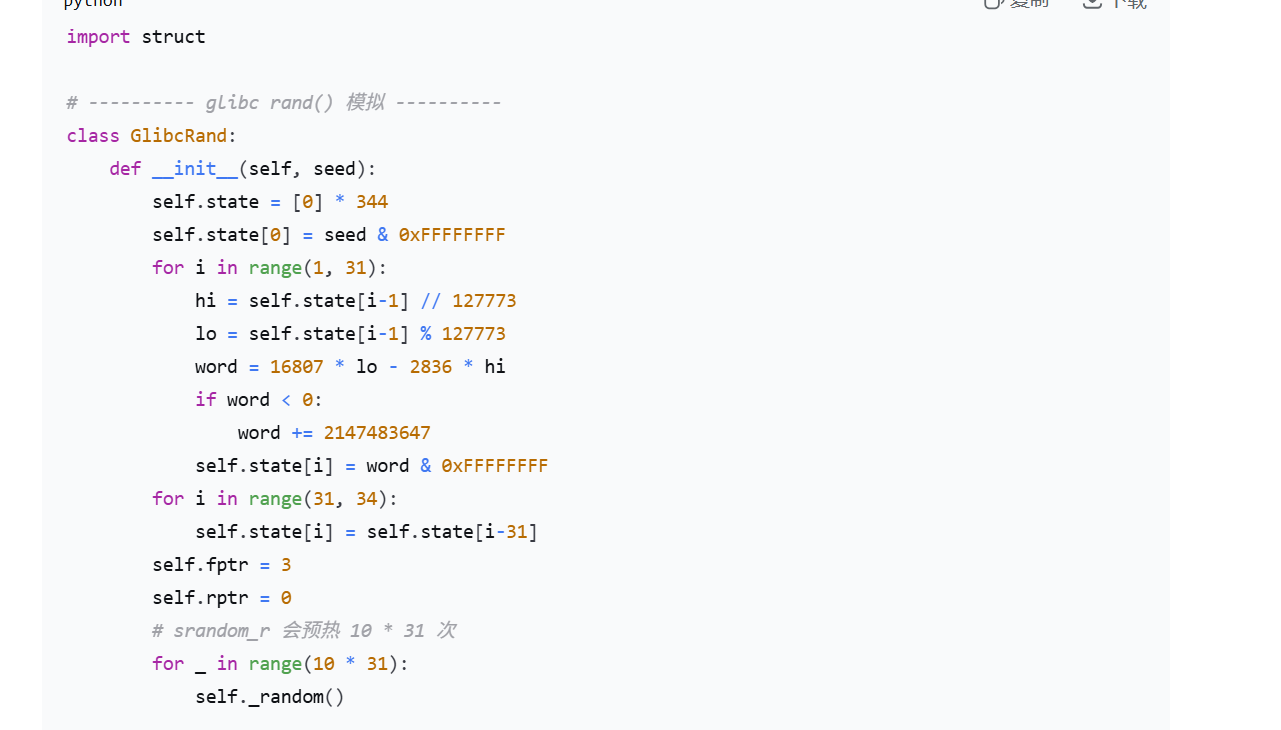 python 复制 下载
import struct

# ---------- glibc rand() 模拟 ----------
class GlibcRand:
    def __init__(self, seed):
        self.state = [0] * 344
        self.state[0] = seed & 0xFFFFFFFF
        for i in range(1, 31):
            hi = self.state[i-1] // 127773
            lo = self.state[i-1] % 127773
            word = 16807 * lo - 2836 * hi
            if word < 0:
                word += 2147483647
            self.state[i] = word & 0xFFFFFFFF
        for i in range(31, 34):
            self.state[i] = self.state[i-31]
        self.fptr = 3
        self.rptr = 0
        # srandom_r 会预热 10 * 31 次
        for _ in range(10 * 31):
            self._random()